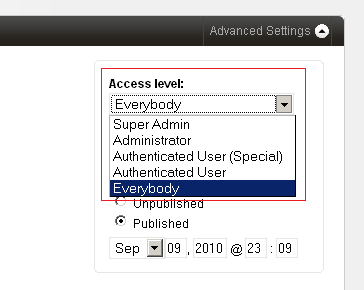 Advanced Settings
Access level:
Everybody
Super Admin
Administrator
Authenticated User (Special)
Authenticated User
Everybody
Unpublished
Published
Sep 09 , 2010 @ 23 : 09